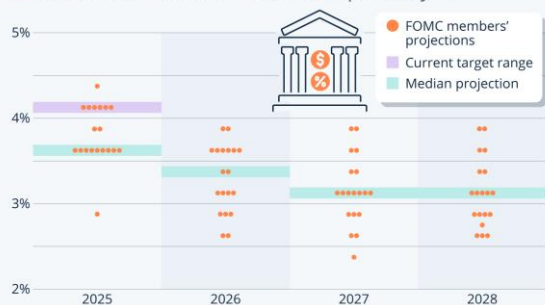 5%
4%
3%
2%
$
%
FOMC members'
projections
Current target range
Median projection
2025 2026 2027 2028